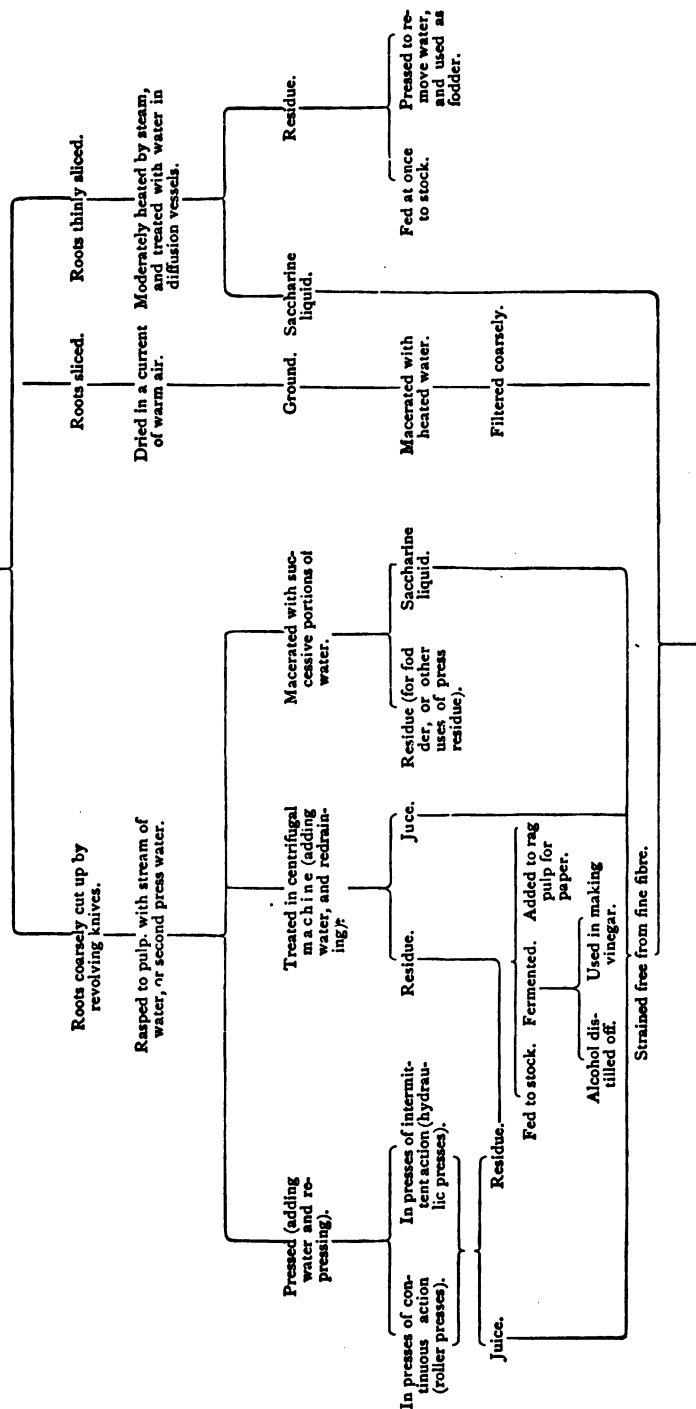 Roots coarsely cut up by
revolving knives.
Roots sliced.
Roots thinly sliced.
Rasped to pulp. with stream of
water, or second press water.
Dried in a current
of warm air.
Moderately heated by steam,
and treated with water in
diffusion vessels.
Pressed (adding
water and re-
pressing).
Treated in centrifugal
machine (adding
water, and redrain-
ing).
Macerated with suc-
cessive portions of
water.
Ground.
Saccharine
liquid.
Residue.
In presses of con-
tinuous action
(roller presses).
In presses of intermit-
tent action (hydrau-
lic presses).
Residue.
Juce.
Residue (for fod
der, or other
uses of press
residue).
Saccharine
liquid.
Macerated with
heated water.
Fed at once
to stock.
Pressed to re-
move water,
and used as
fodder.
Juice.
Residue.
Filtered coarsely.
Fed to stock.
Fermented.
Added to rag
pulp for
paper.
Alcohol dis-
tilled off.
Used in making
vinegar.
Strained free from fine fibre.